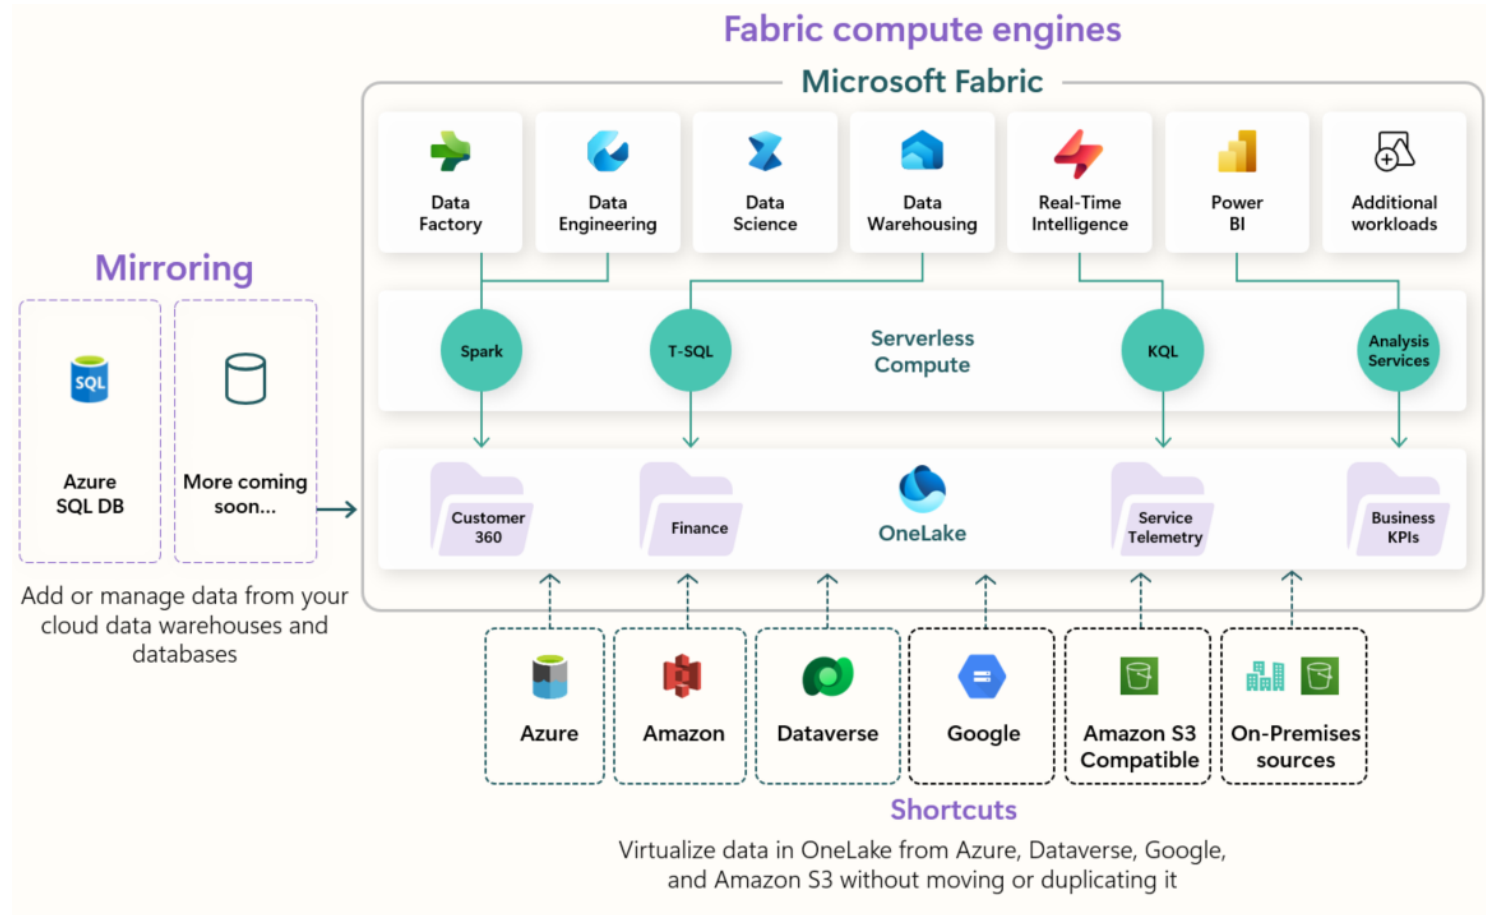 Fabric compute engines
Microsoft Fabric
Data
Factory
Data
Engineering
Data
Science
Data
Warehousing
Real-Time
Intelligence
Power
BI
Additional
workloads
Mirroring
SQL
Azure
SQL DB
More coming
soon...
Add or manage data from your
cloud data warehouses and
databases
Spark
T-SQL
Serverless
Compute
KQL
Analysis
Services
Customer
360
Finance
OneLake
Service
Telemetry
Business
KPIs
Azure
Amazon
Dataverse
Google
Amazon S3
Compatible
On-Premises
sources
Shortcuts
Virtualize data in OneLake from Azure, Dataverse, Google,
and Amazon S3 without moving or duplicating it